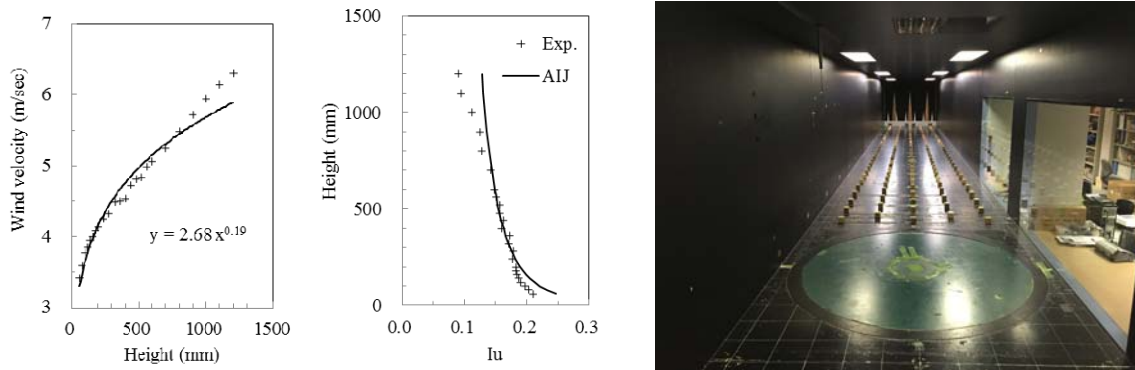 7
6
5
4
3
0
500
1000
1500
Wind velocity (m/sec)
Height (mm)
y = 2.68 x^0.19
1500
1000
500
0
0.0
0.1
0.2
0.3
Height (mm)
Iu
Exp.
AIJ